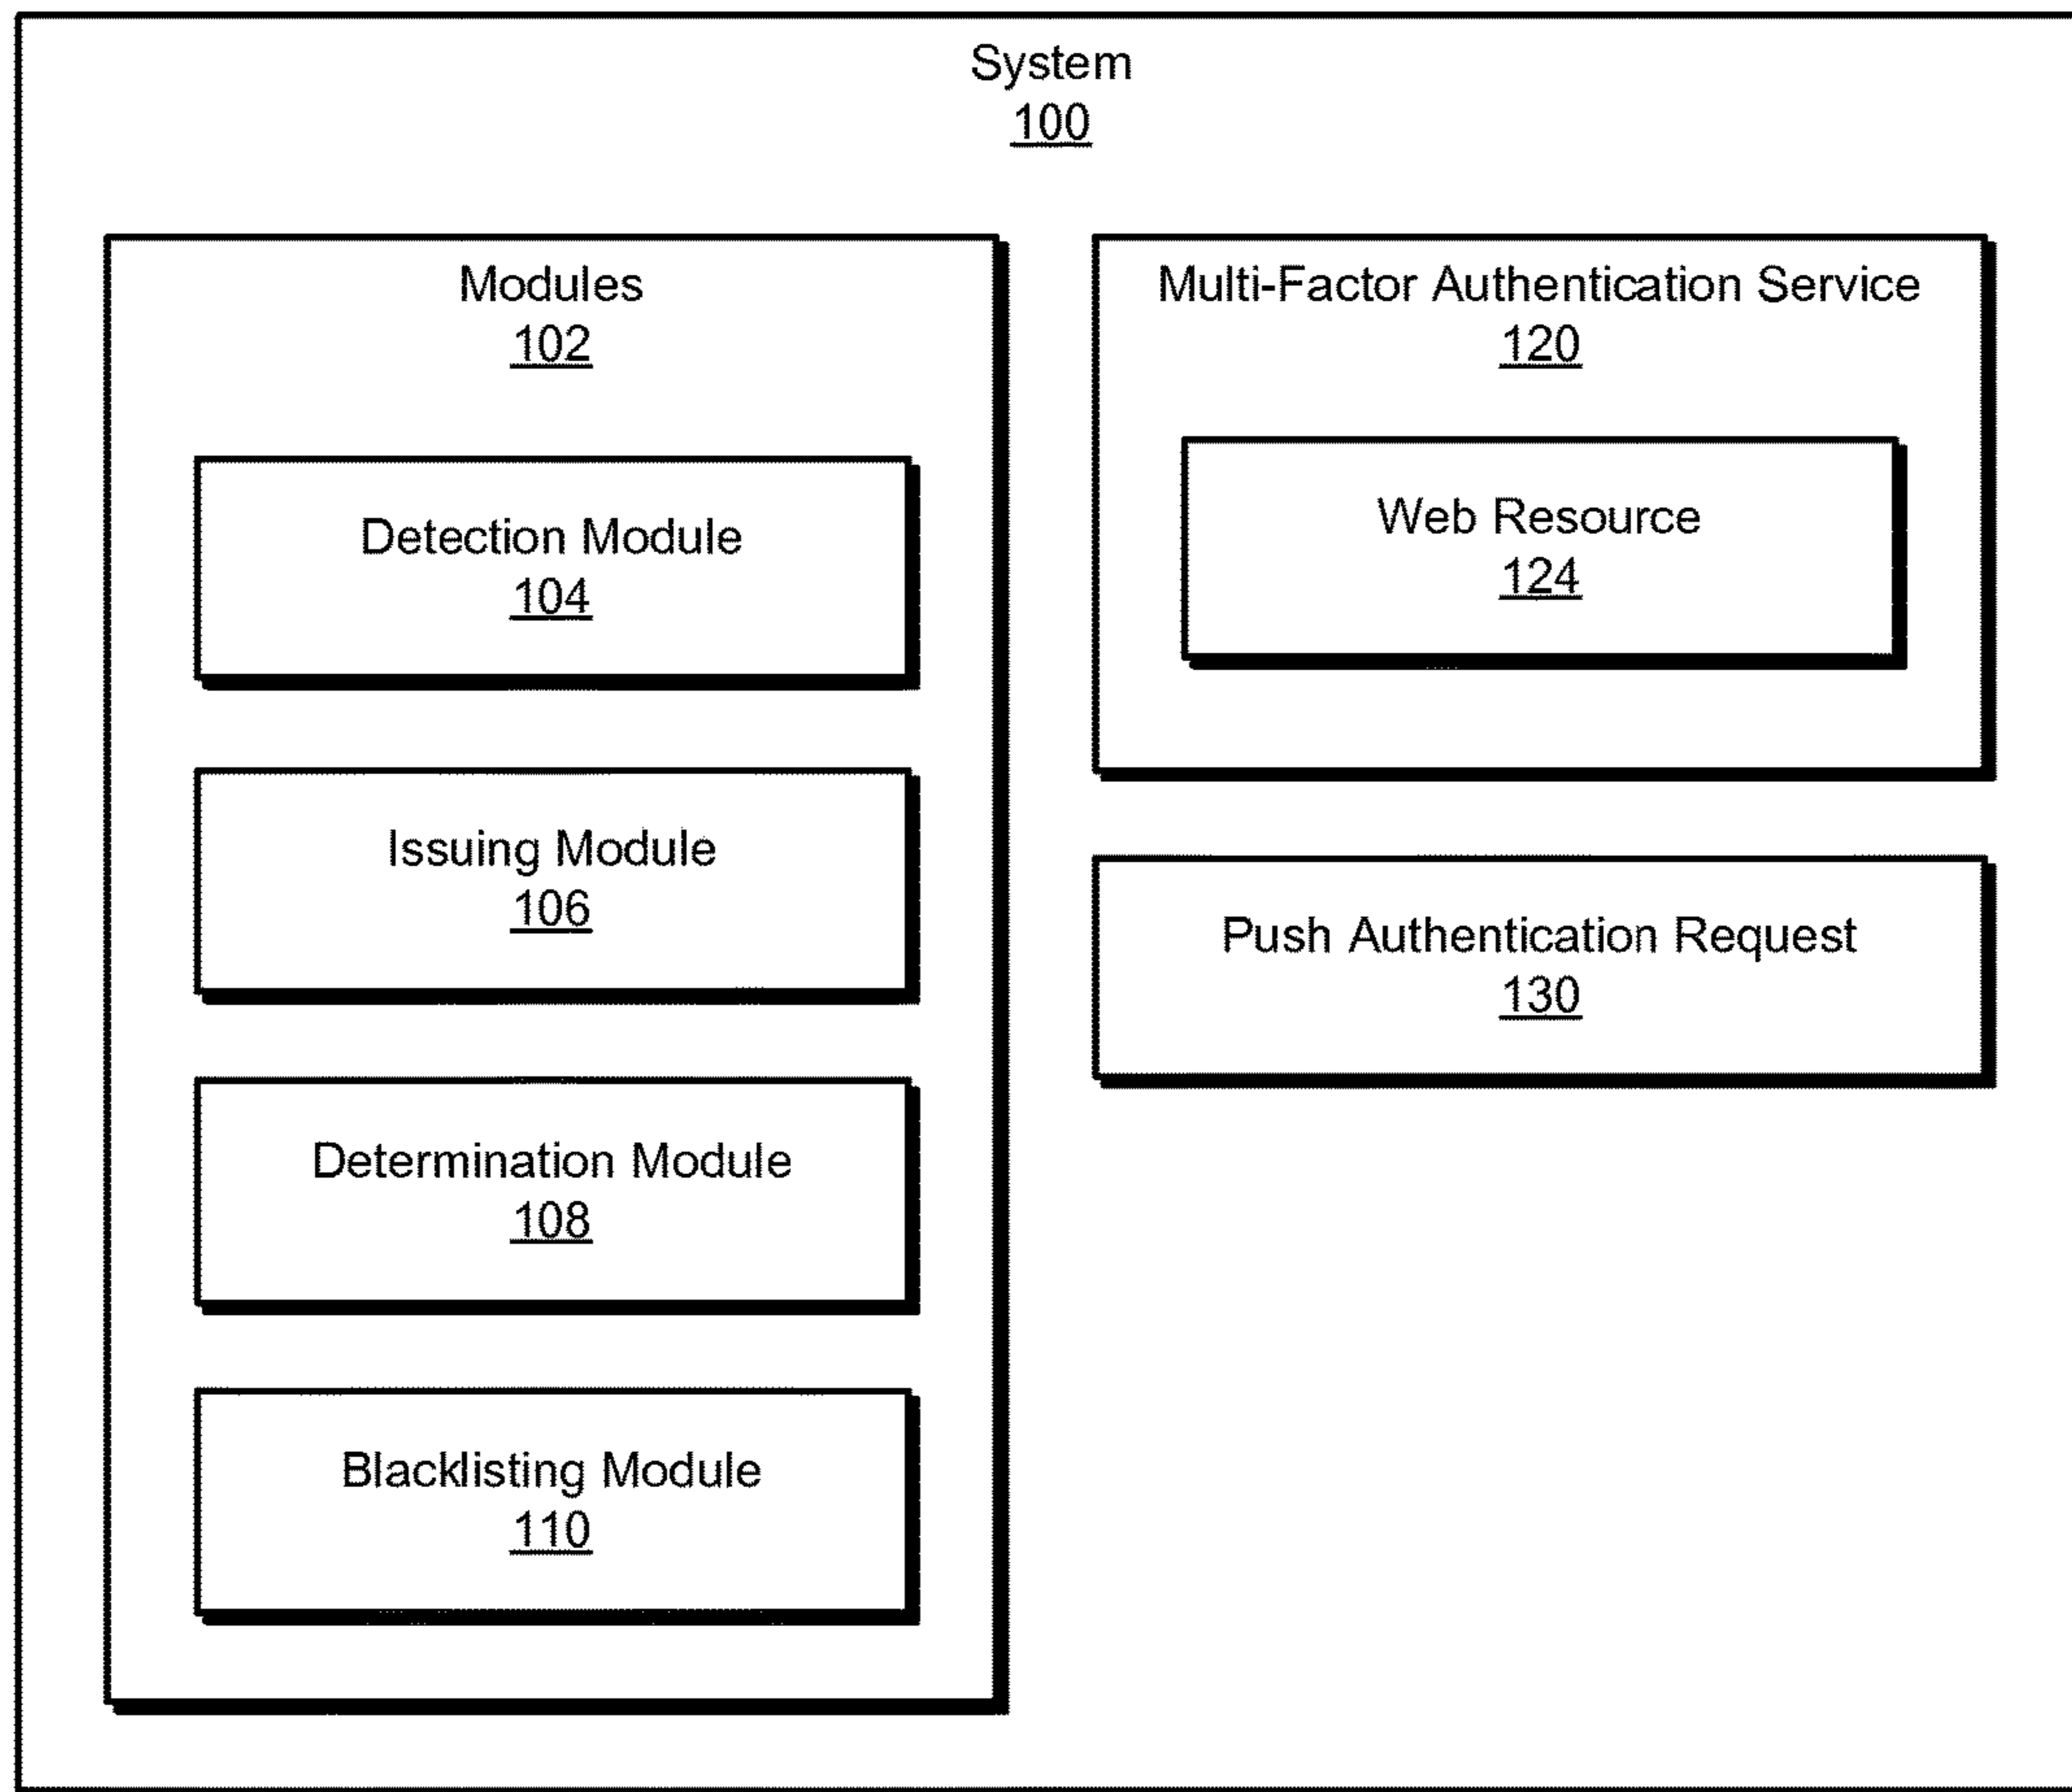 System
100
Modules
102
Detection Module
104
Issuing Module
106
Determination Module
108
Blacklisting Module
110
Multi-Factor Authentication Service
120
Web Resource
124
Push Authentication Request
130